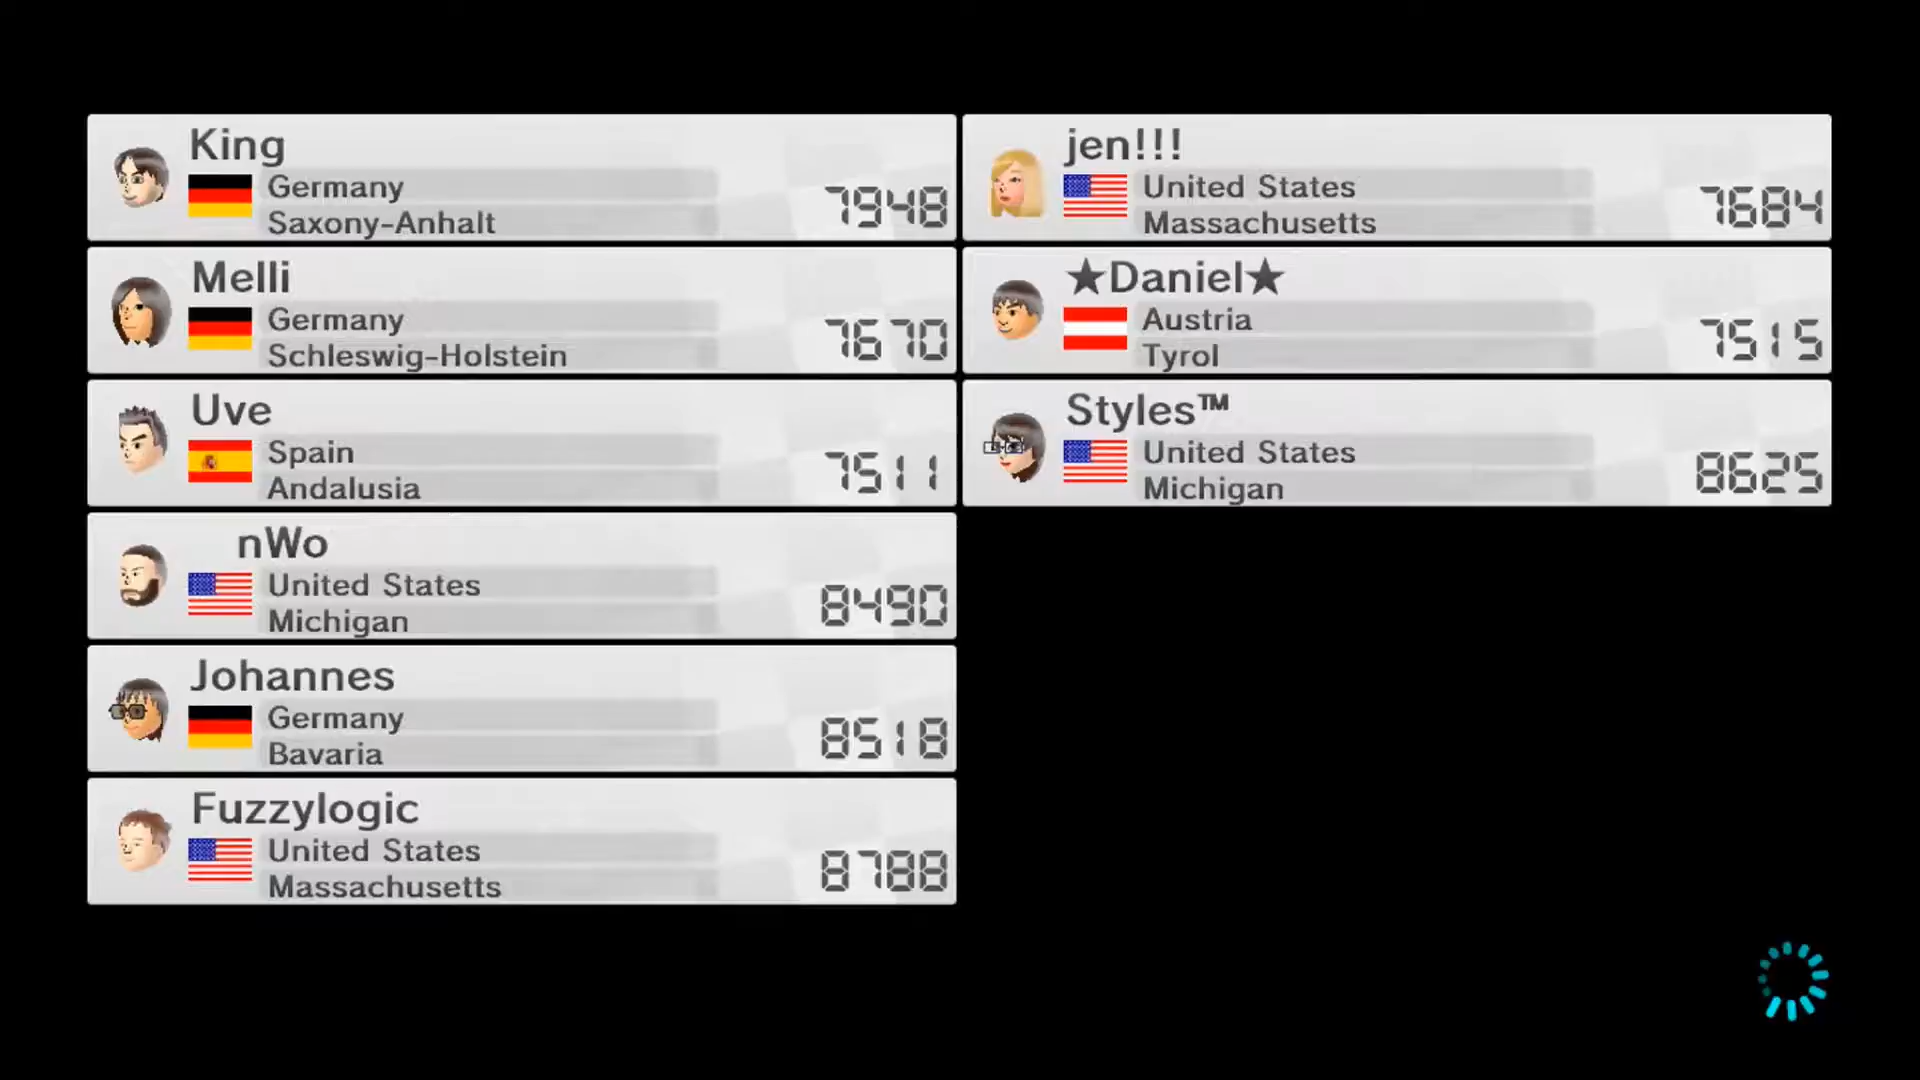 King
Germany
Saxony-Anhalt
7948
Melli
Germany
Schleswig-Holstein
7670
Uve
Spain
Andalusia
7511
nWo
United States
Michigan
8490
Johannes
Germany
Bavaria
8518
Fuzzylogic
United States
Massachusetts
8788
jen!!!
United States
Massachusetts
7684
★Daniel★
Austria
Tyrol
7515
Styles™
United States
Michigan
8625